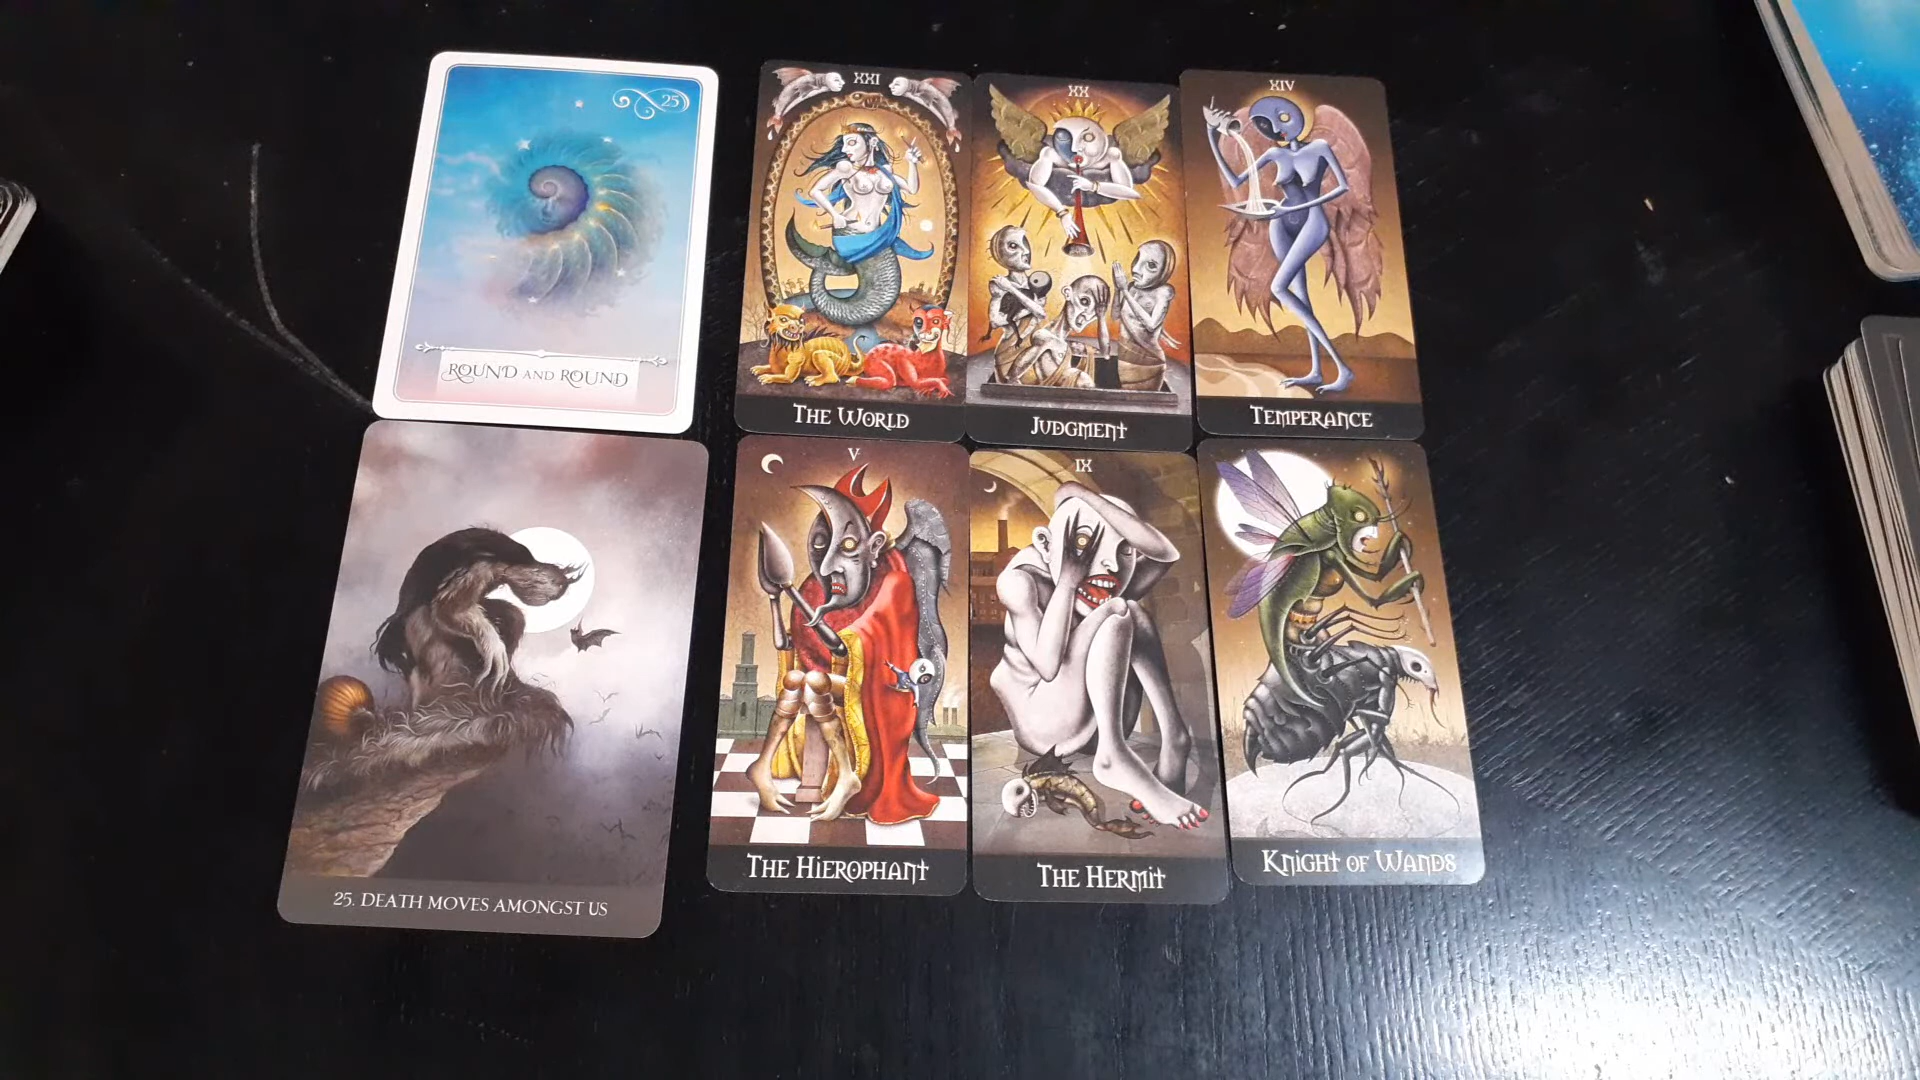 25
ROUND AND ROUND
XXI
THE WORLD
XX
JUDGMENT
XIV
TEMPERANCE
25. DEATH MOVES AMONGST US
V
THE HIEROPHANT
IX
THE HERMIT
KNIGHT OF WANDS